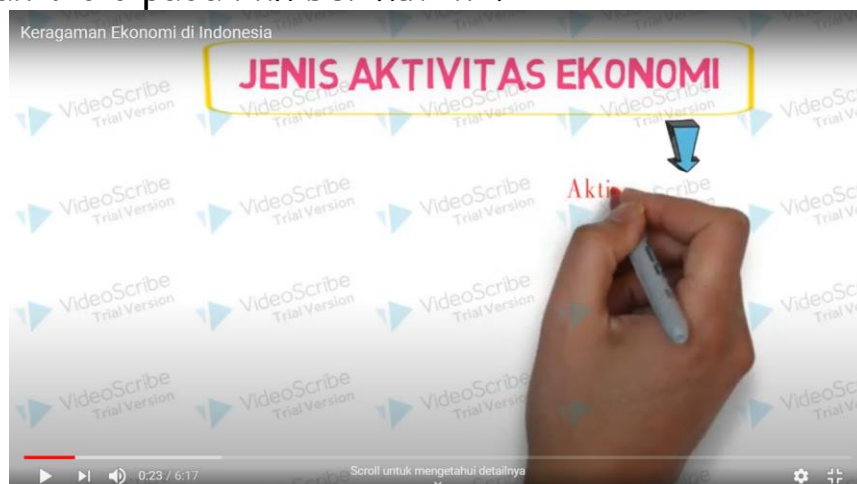 Keragaman Ekonomi di Indonesia
JENIS AKTIVITAS EKONOMI
Akti
VideoScribe
Trial Version
0:23 / 6:17
Scroll untuk mengetahui detailnya